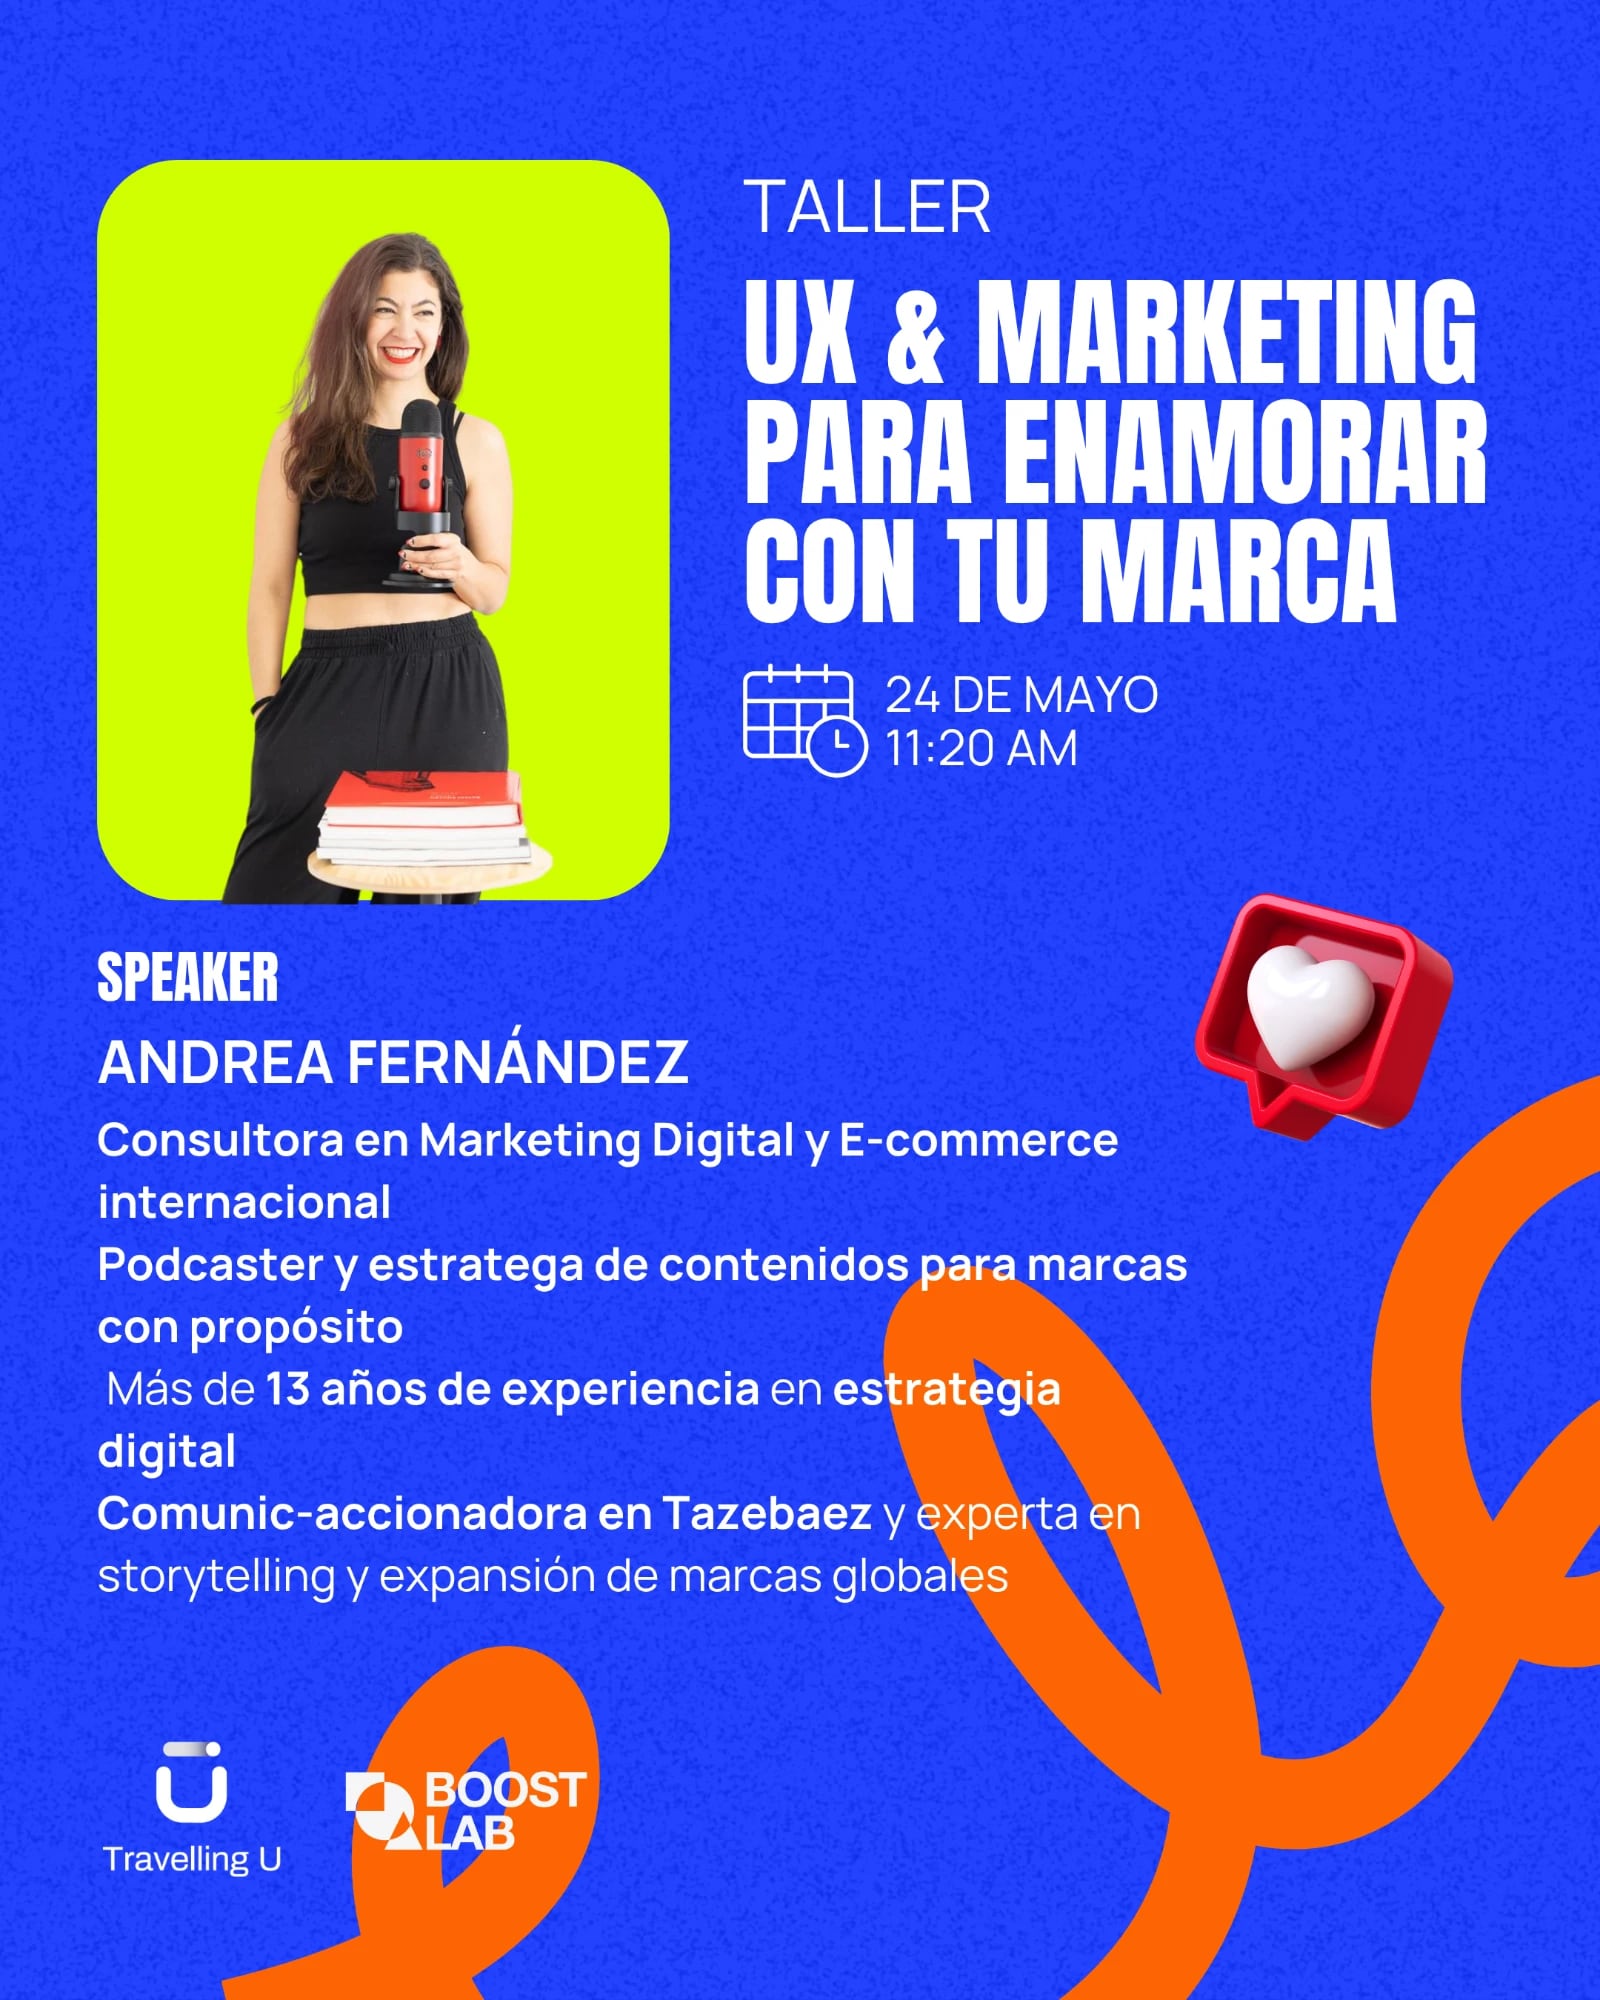 TALLER
UX & MARKETING
PARA ENAMORAR
CON TU MARCA
24 DE MAYO
11:20 AM
SPEAKER
ANDREA FERNÁNDEZ
Consultora en Marketing Digital y E-commerce
internacional
Podcaster y estratega de contenidos para marcas
con propósito
Más de 13 años de experiencia en estrategia
digital
Comunic-accionadora en Tazebaez y experta en
storytelling y expansión de marcas globales
Travelling U
BOOST
LAB